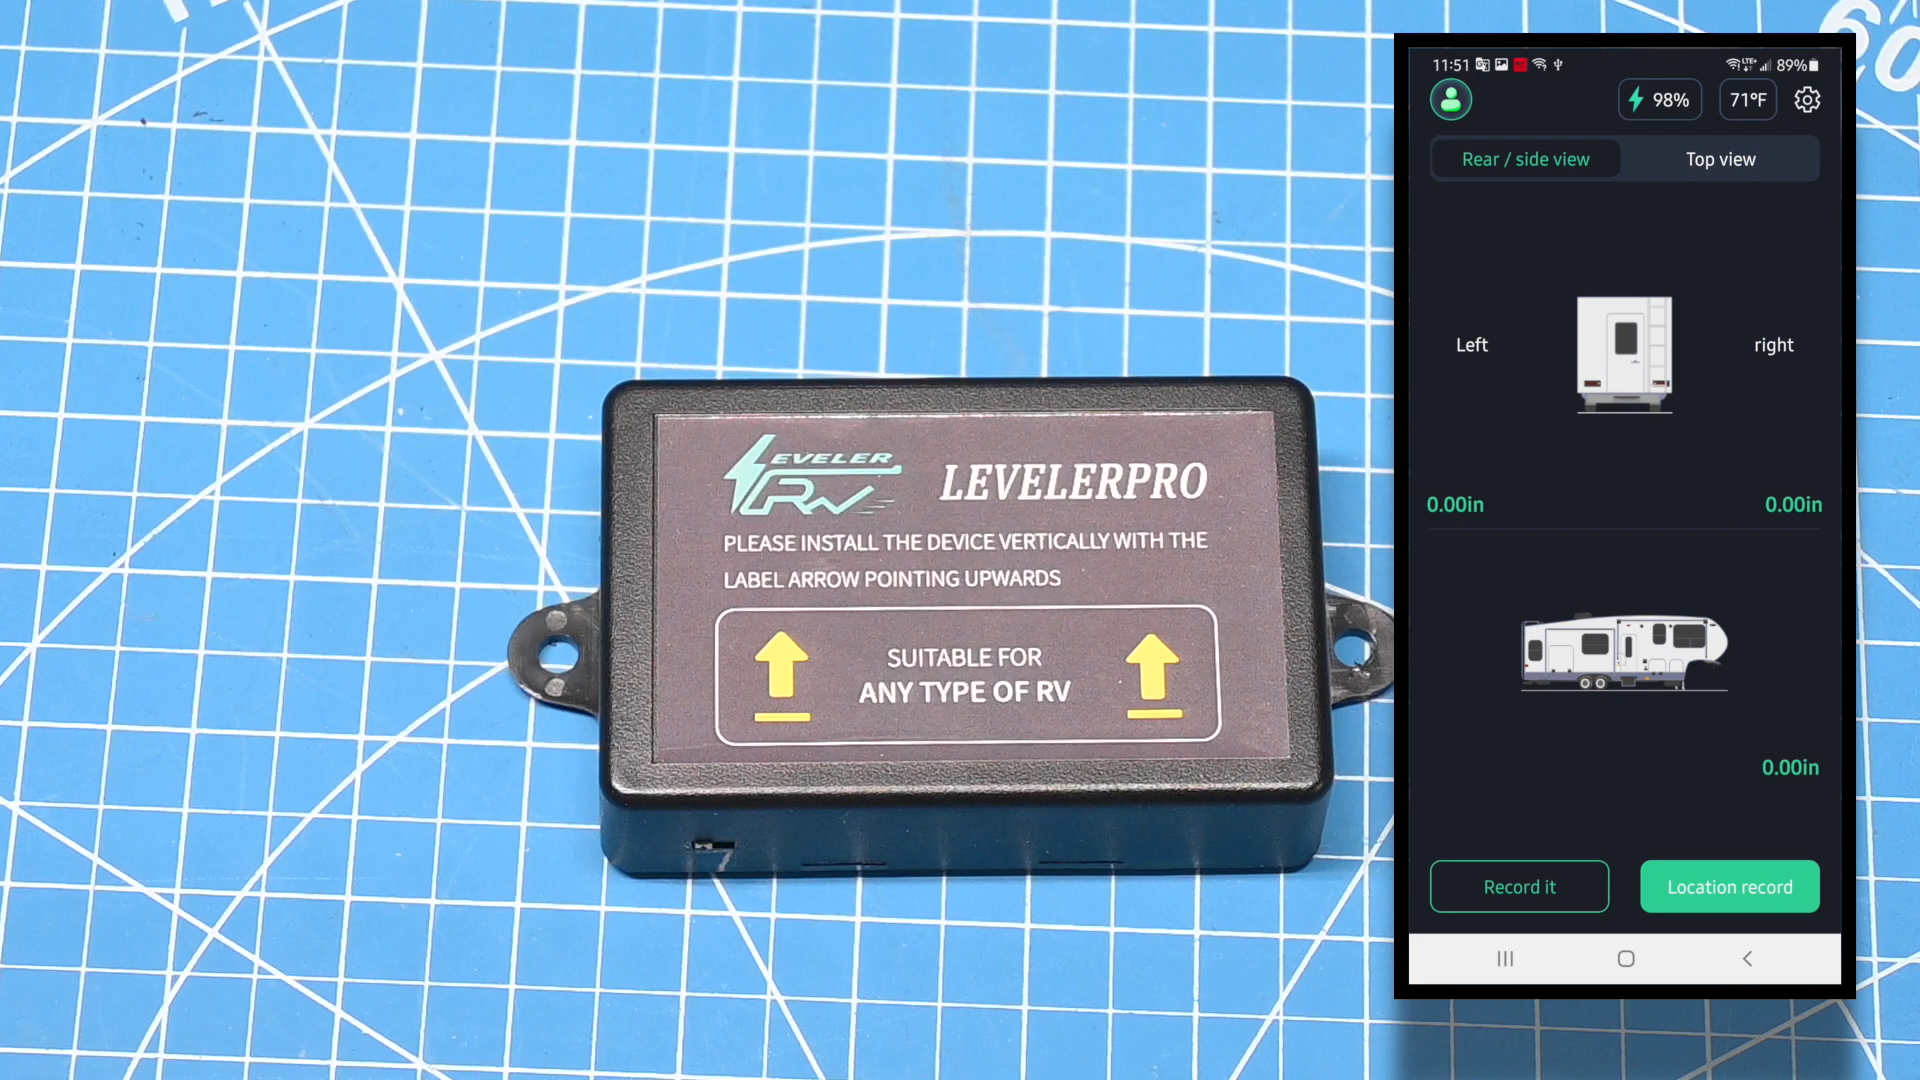 60
EVELER
RV
LEVELERPRO
PLEASE INSTALL THE DEVICE VERTICALLY WITH THE
LABEL ARROW POINTING UPWARDS
SUITABLE FOR
ANY TYPE OF RV
11:51
LTE+
89%
98%
71°F
Rear / side view
Top view
Left
right
0.00in
0.00in
0.00in
Record it
Location record